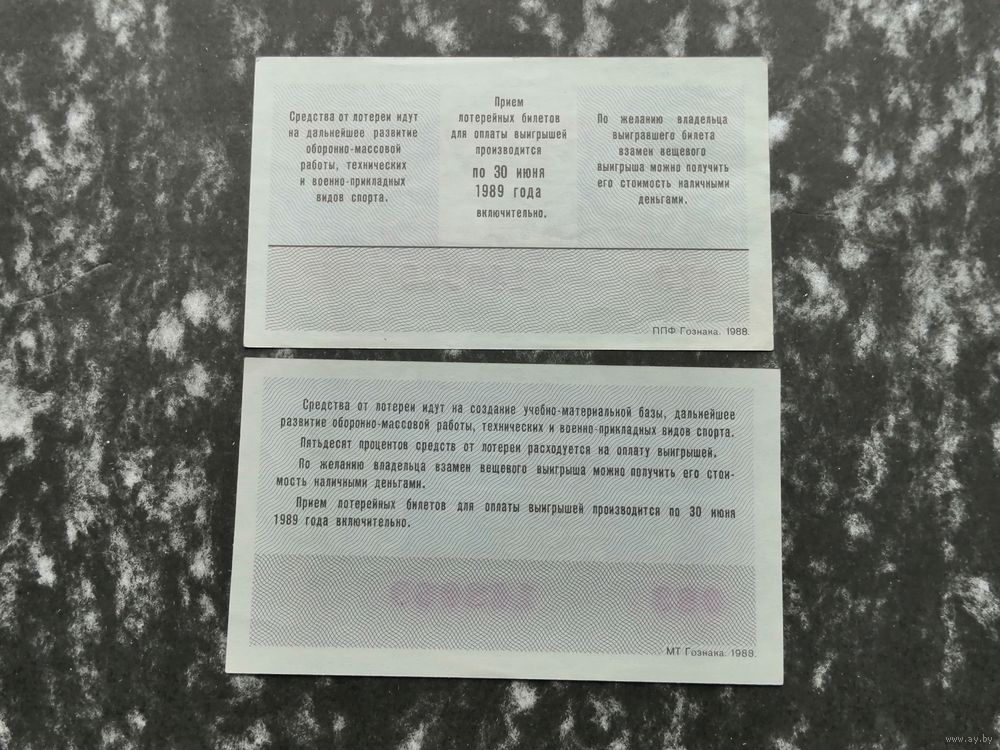 Средства от лотереи идут
на дальнейшее развитие
оборонно-массовой
работы, технических
и военно-прикладных
видов спорта.
Прием
лотерейных билетов
для оплаты выигрышей
производится
по 30 июня
1989 года
включительно.
По желанию владельца
выигравшего билета
взамен вещевого
выигрыша можно получить
его стоимость наличными
деньгами.
ППФ Гознака. 1988.
Средства от лотереи идут на создание учебно-материальной базы, дальнейшее
развитие оборонно-массовой работы, технических и военно-прикладных видов спорта.
Пятьдесят процентов средств от лотереи расходуется на оплату выигрышей.
По желанию владельца взамен вещевого выигрыша можно получить его стои-
мость наличными деньгами.
Прием лотерейных билетов для оплаты выигрышей производится по 30 июня
1989 года включительно.
МТ Гознака. 1988.
www.ay.by